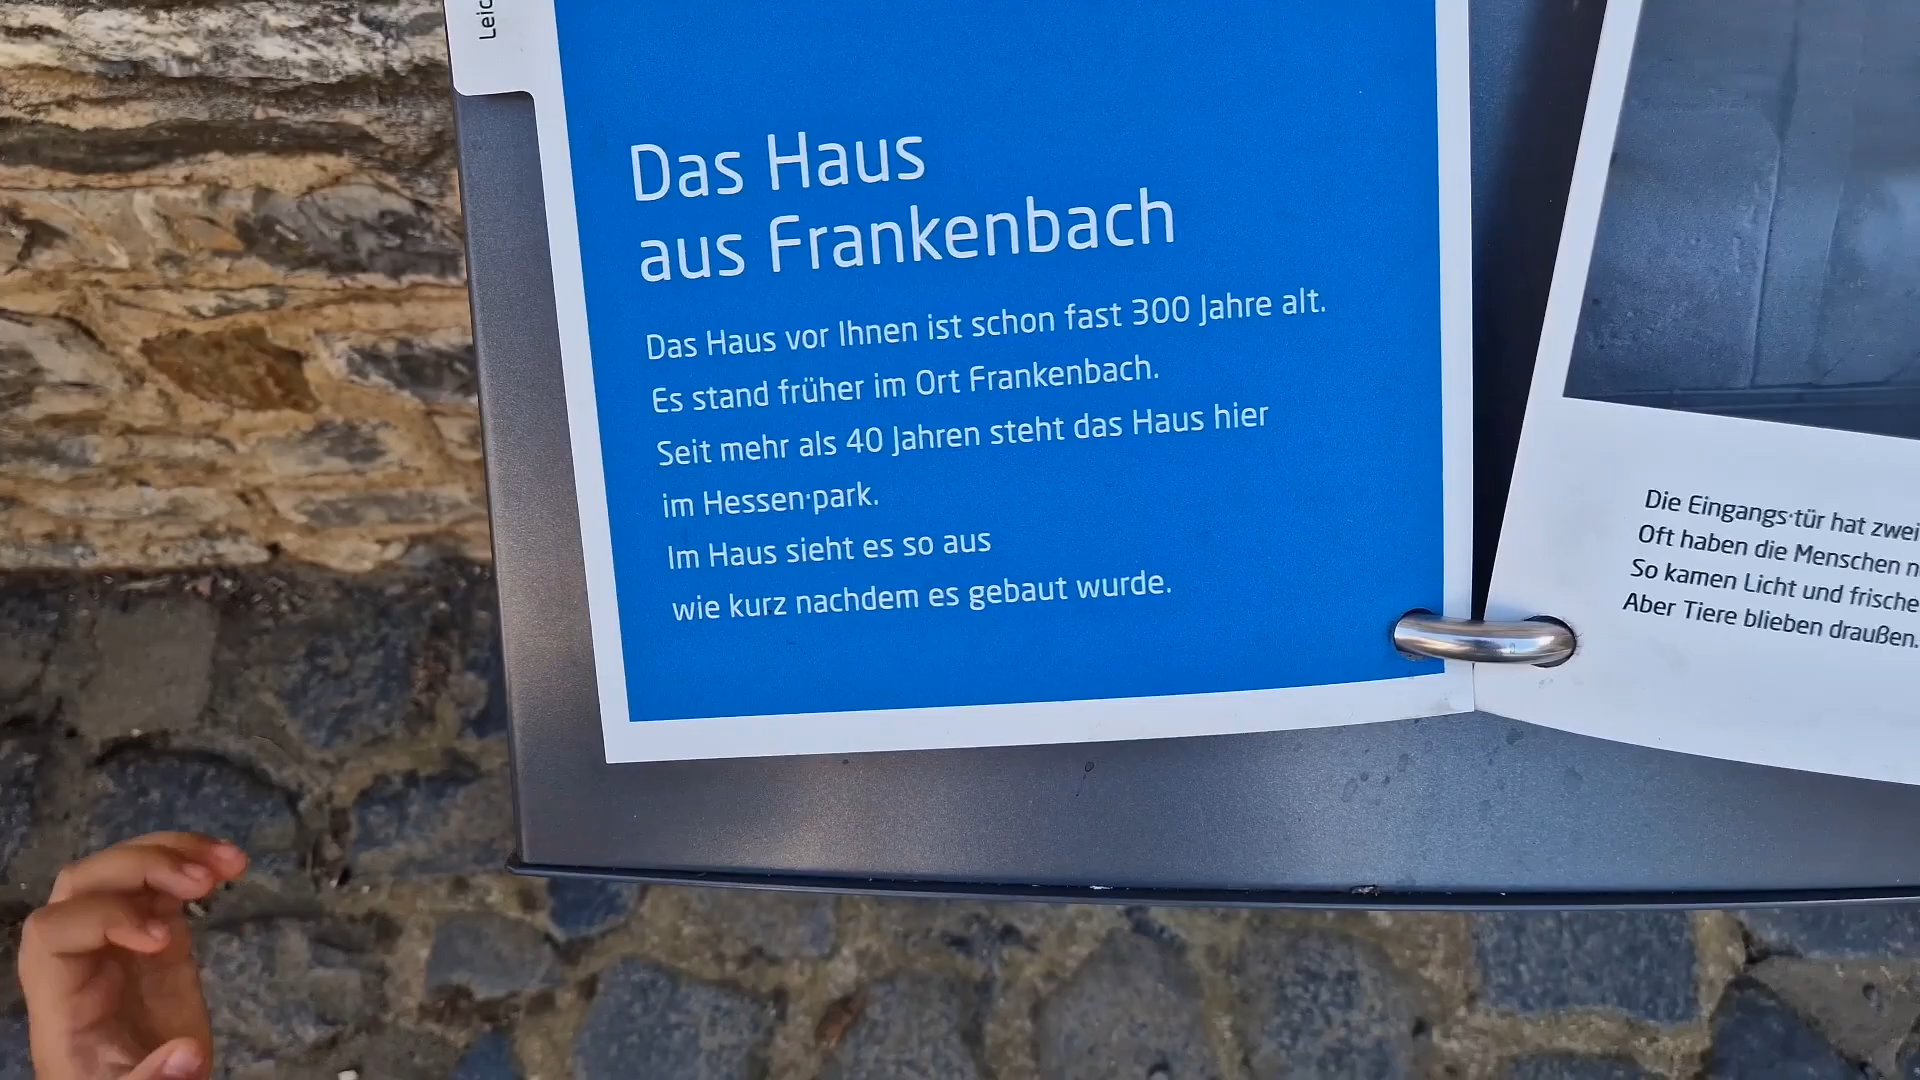 Das Haus
aus Frankenbach
Das Haus vor Ihnen ist schon fast 300 Jahre alt.
Es stand früher im Ort Frankenbach.
Seit mehr als 40 Jahren steht das Haus hier
im Hessen·park.
Im Haus sieht es so aus
wie kurz nachdem es gebaut wurde.
Die Eingangs·tür hat zwei
Oft haben die Menschen
So kamen Licht und frische
Aber Tiere blieben draußen.